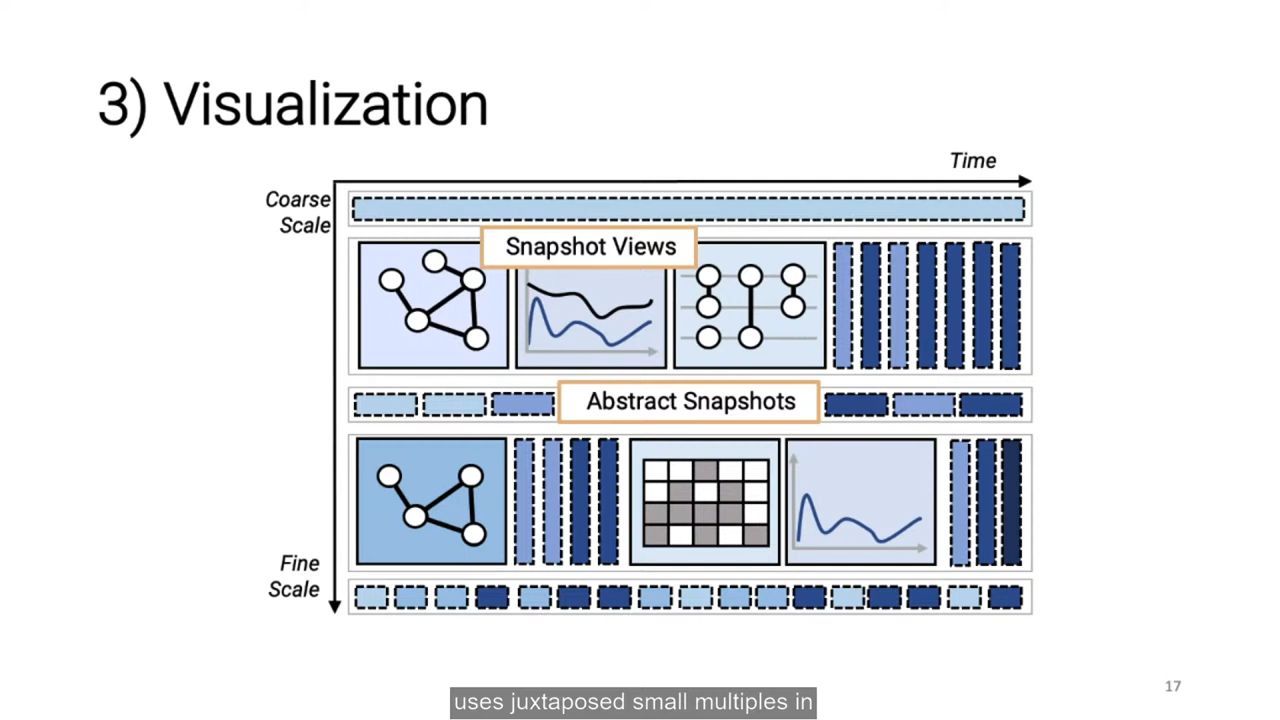 3) Visualization
Time
Coarse
Scale
Snapshot Views
Abstract Snapshots
Fine
Scale
17
uses juxtaposed small multiples in